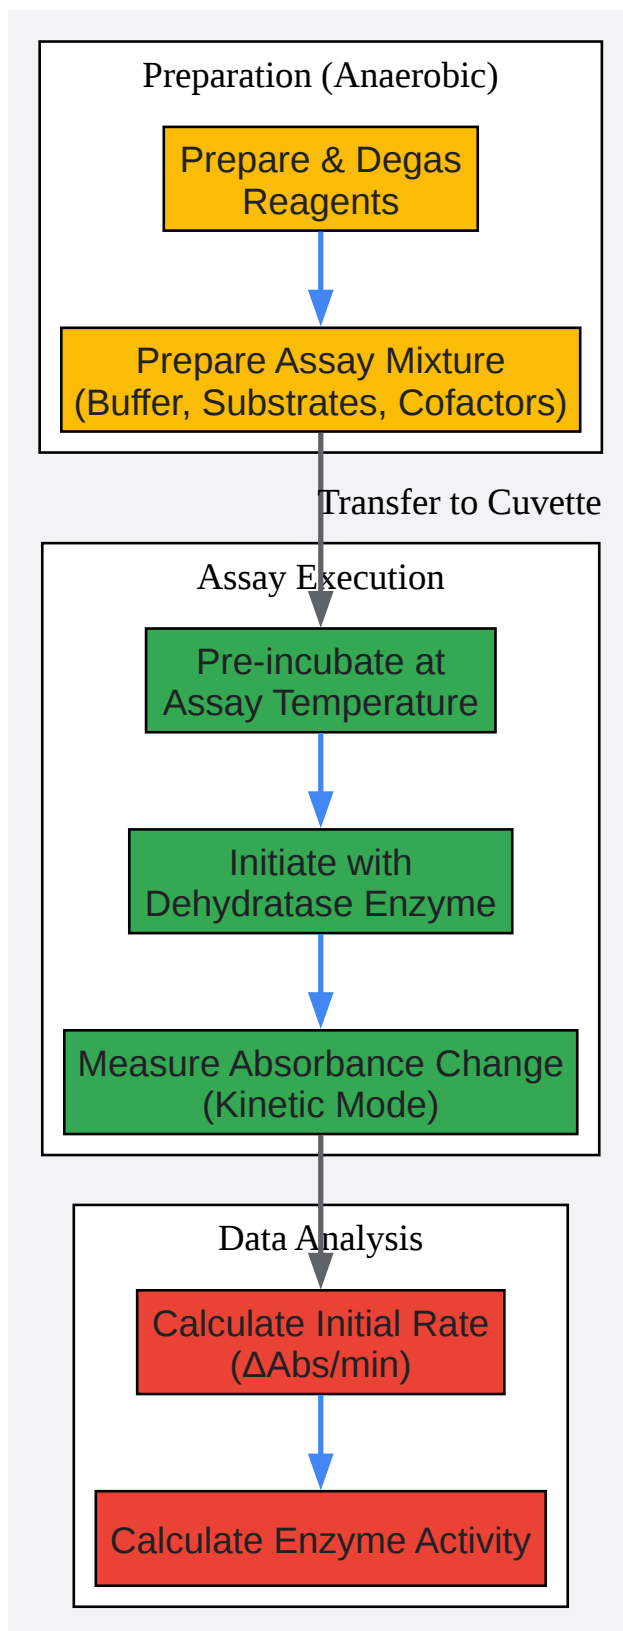 Preparation (Anaerobic)
Prepare & Degas
Reagents
Prepare Assay Mixture
(Buffer, Substrates, Cofactors)
Transfer to Cuvette
Assay Execution
Pre-incubate at
Assay Temperature
Initiate with
Dehydratase Enzyme
Measure Absorbance Change
(Kinetic Mode)
Data Analysis
Calculate Initial Rate
(ΔAbs/min)
Calculate Enzyme Activity